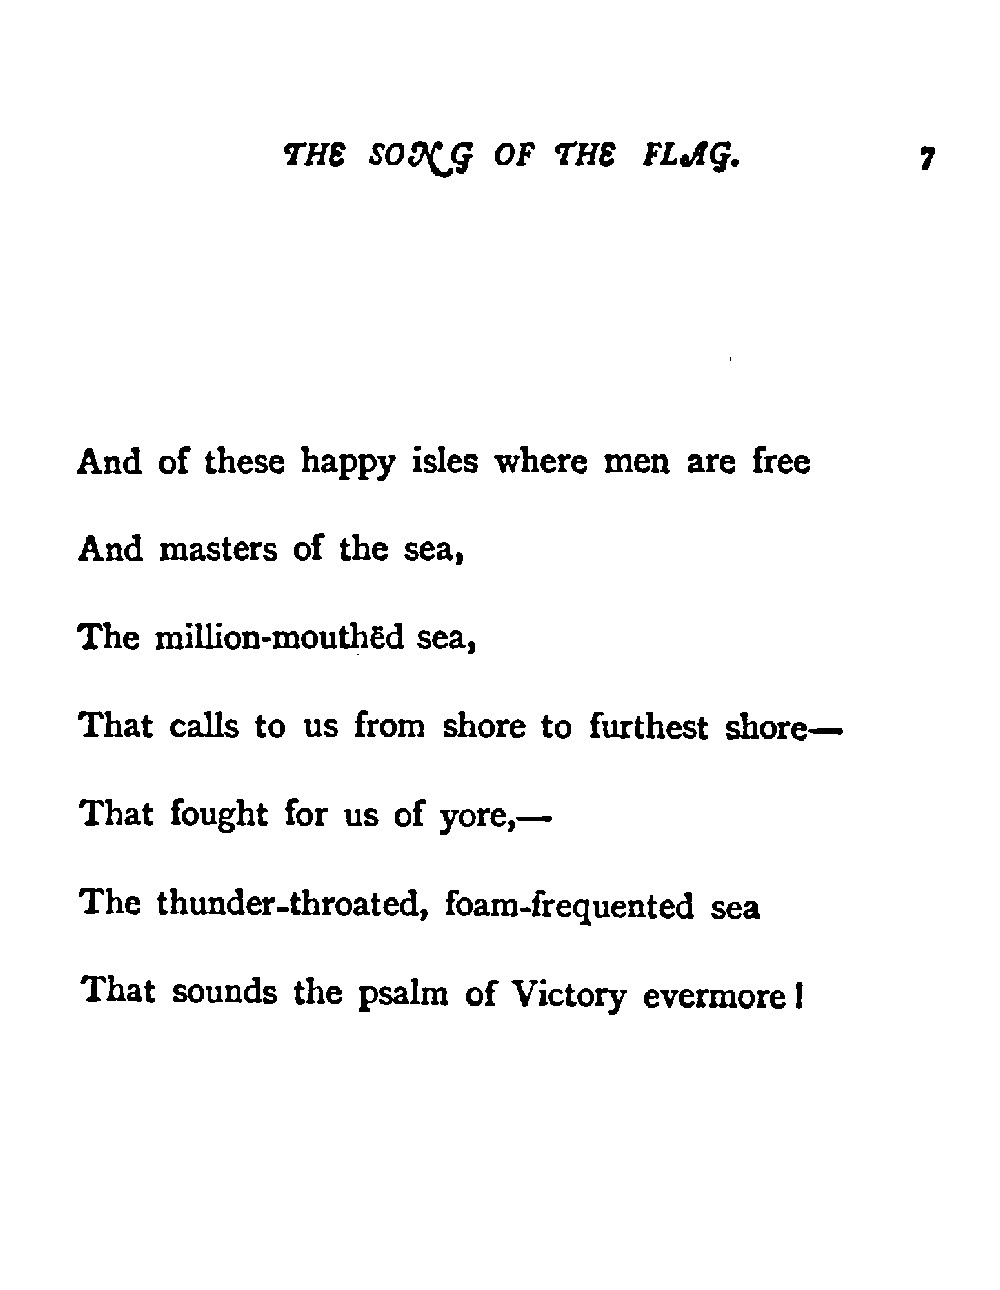 THE SONG OF THE FLAG. 7
And of these happy isles where men are free
And masters of the sea,
The million-mouthëd sea,
That calls to us from shore to furthest shore—
That fought for us of yore,—
The thunder-throated, foam-frequented sea
That sounds the psalm of Victory evermore!